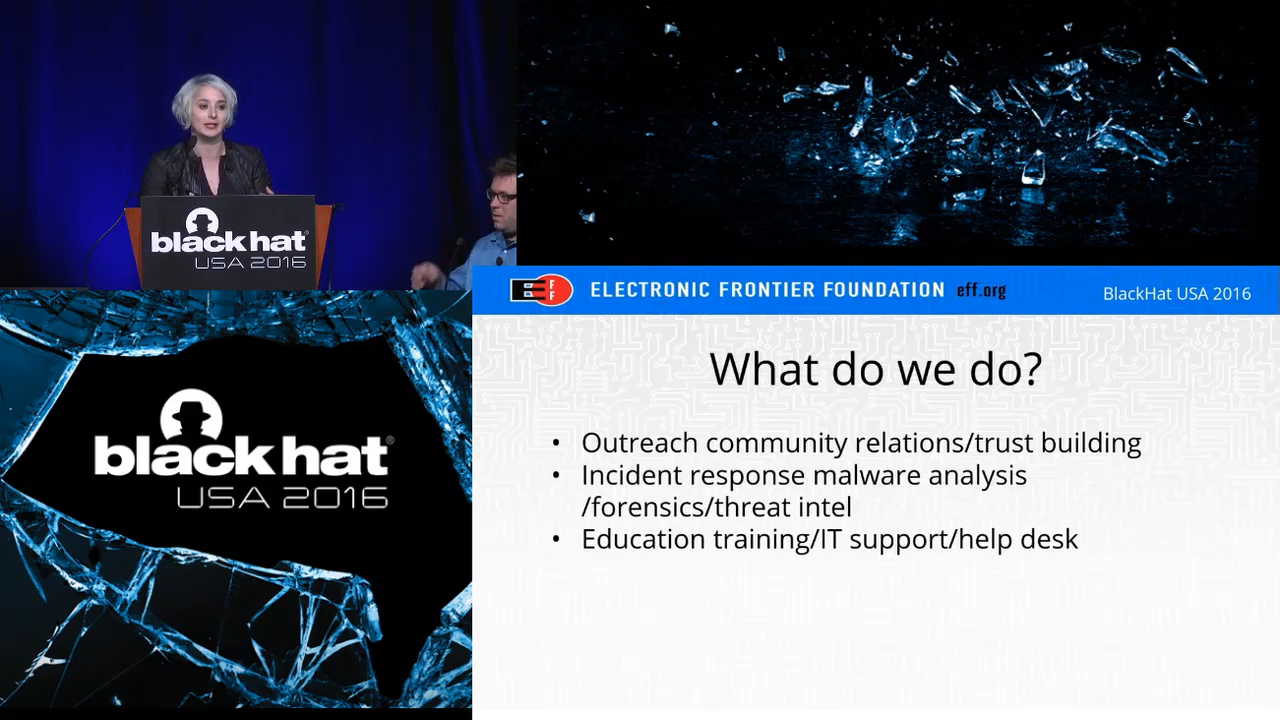 black hat
USA 2016
black hat®
USA 2016
EFF
ELECTRONIC FRONTIER FOUNDATION eff.org
BlackHat USA 2016
What do we do?
• Outreach community relations/trust building
• Incident response malware analysis
/forensics/threat intel
• Education training/IT support/help desk